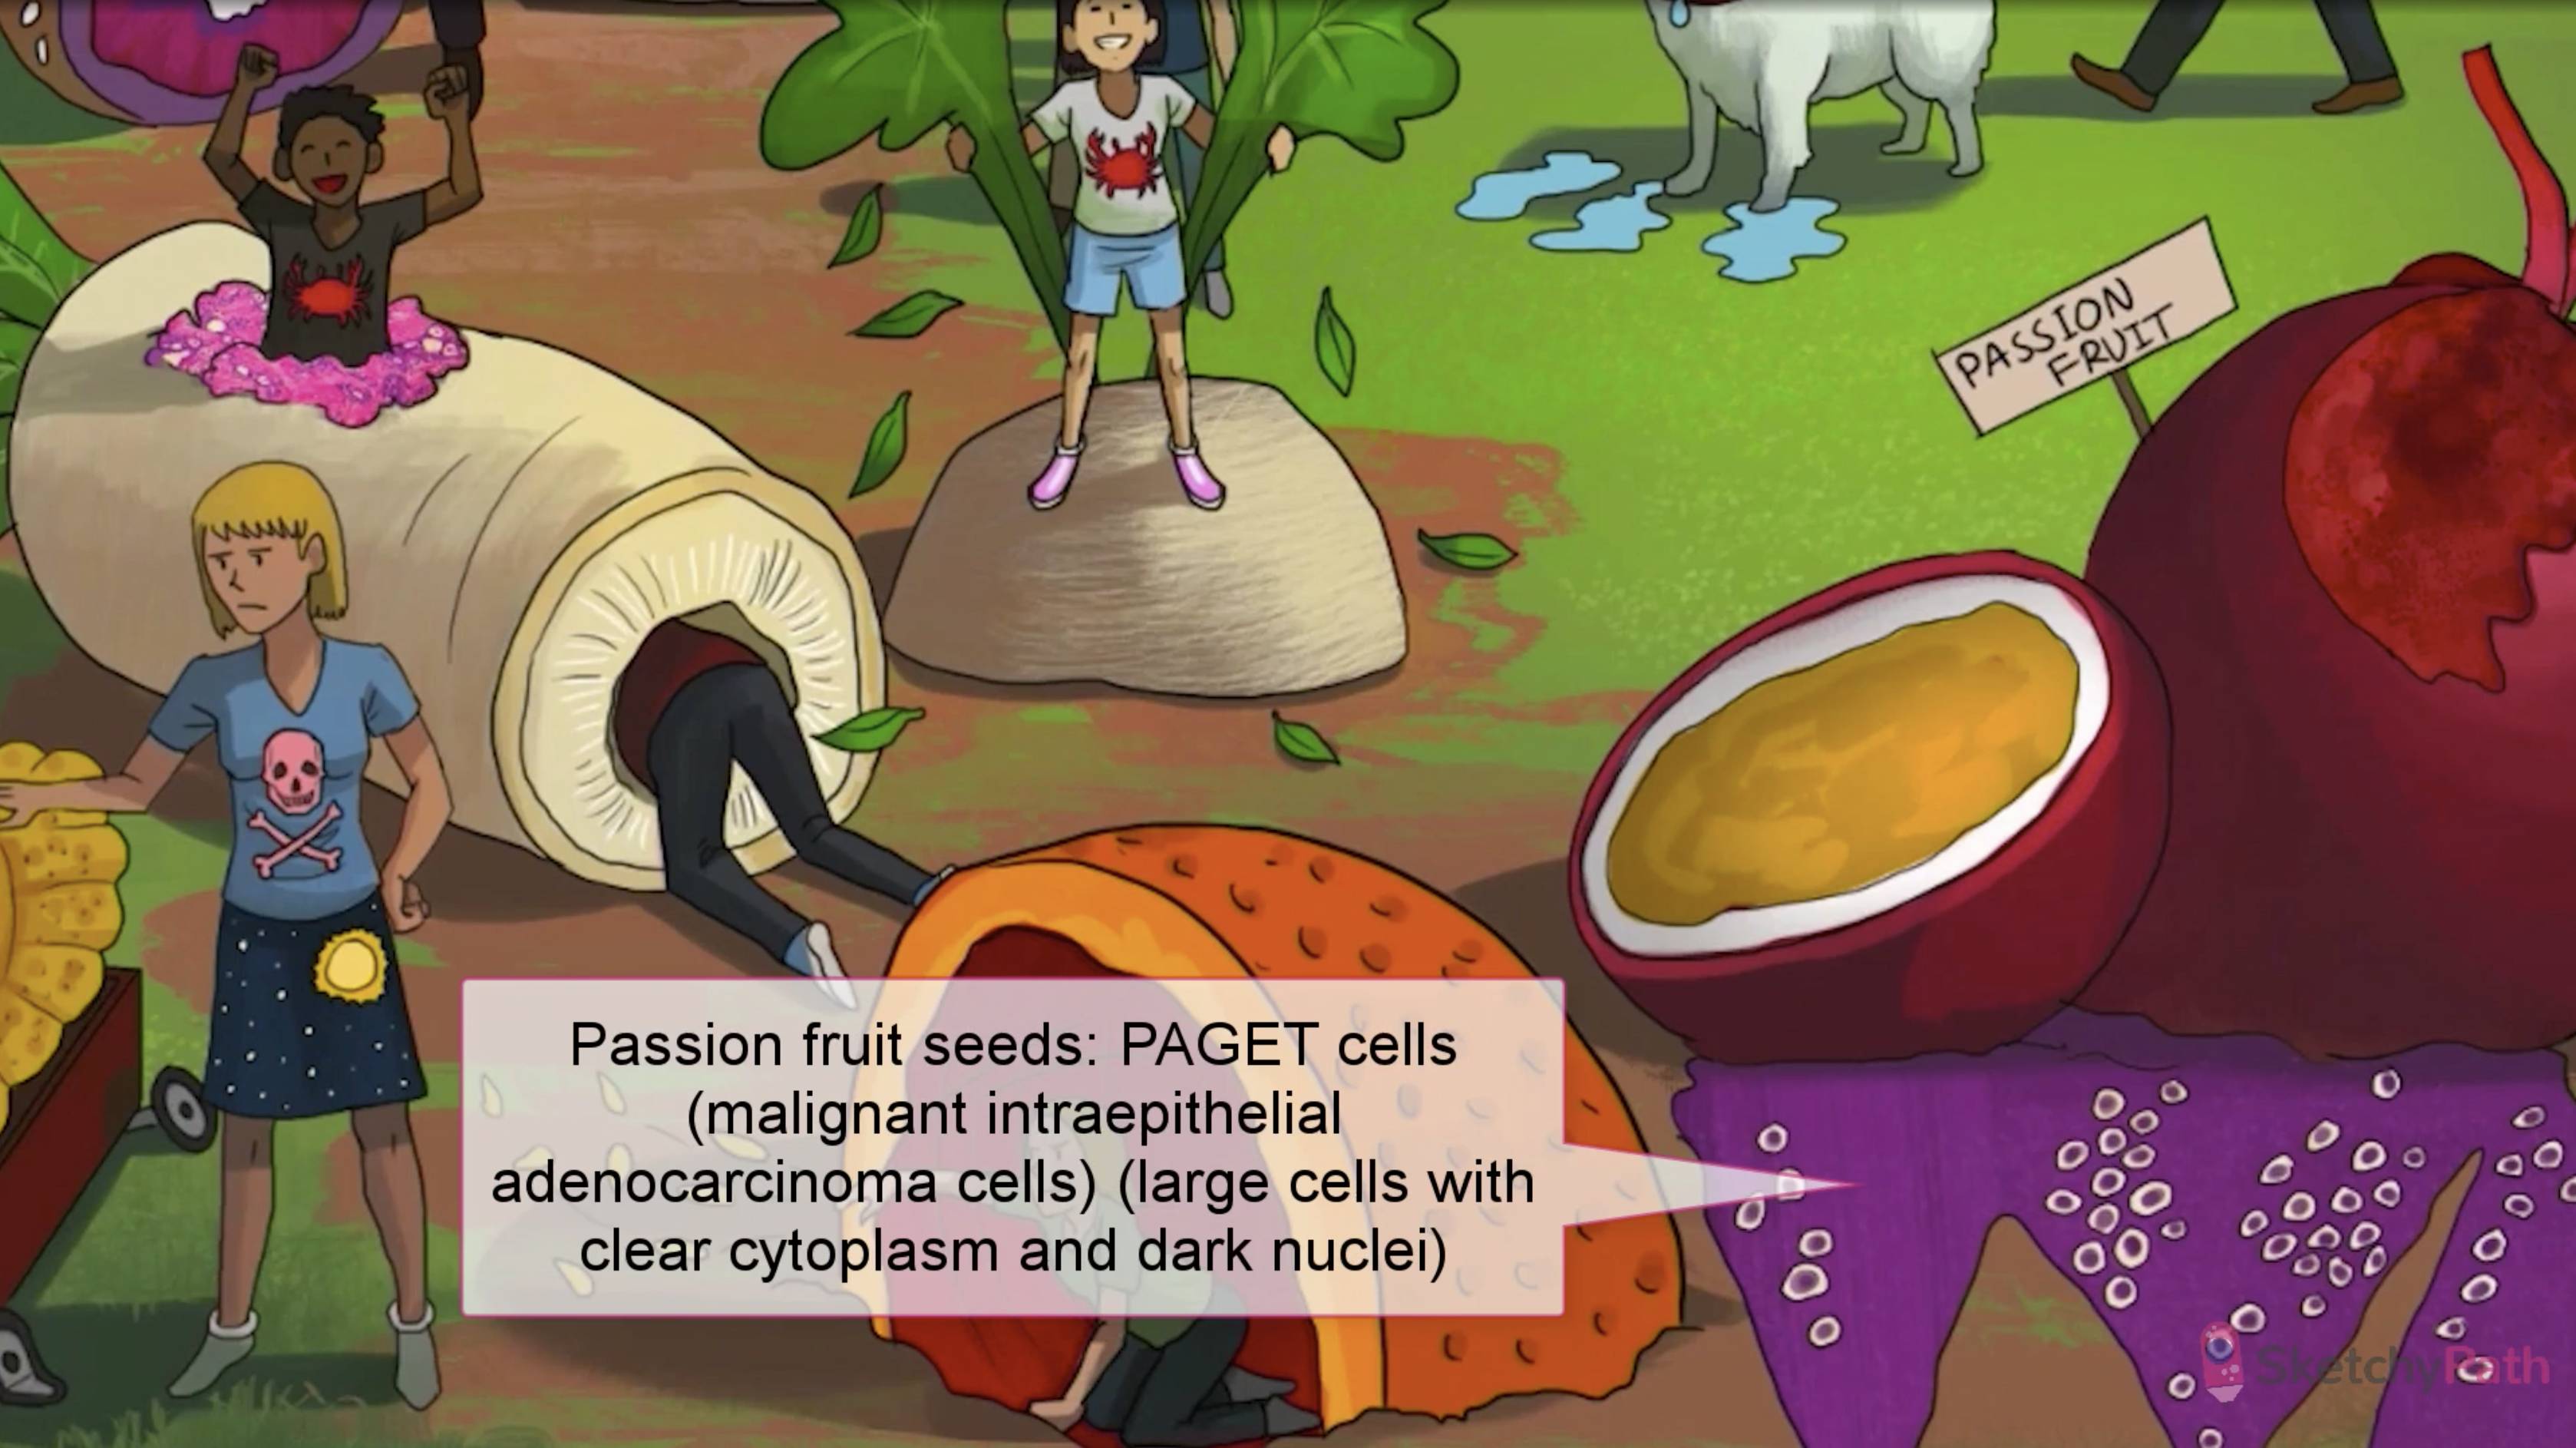 PASSION
FRUIT
Passion fruit seeds: PAGET cells
(malignant intraepithelial
adenocarcinoma cells) (large cells with
clear cytoplasm and dark nuclei)
SketchyPath